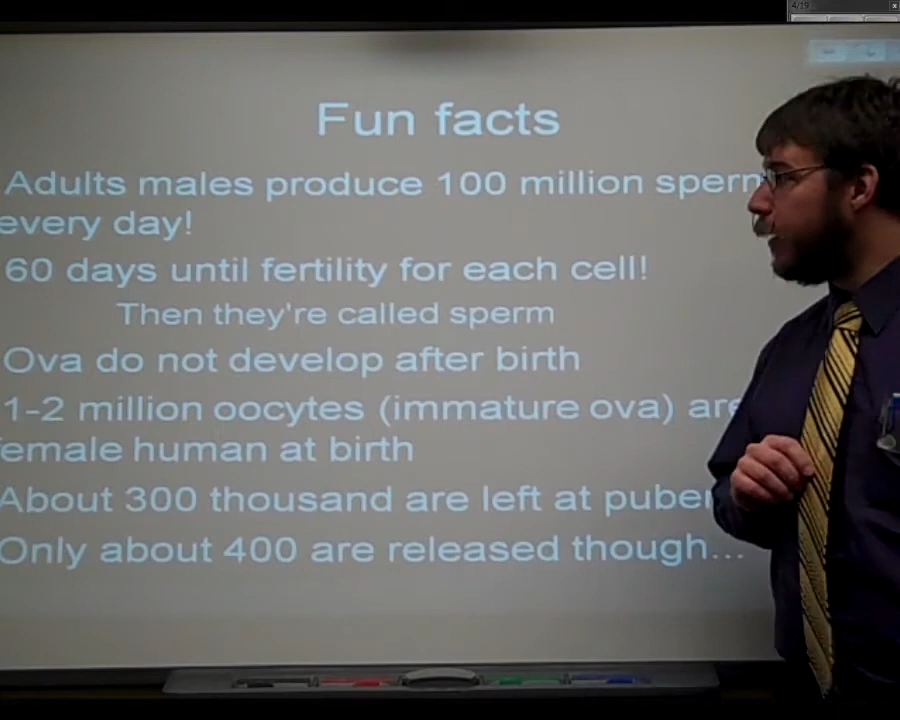 4/19
Fun facts
Adults males produce 100 million sperm
every day!
60 days until fertility for each cell!
Then they're called sperm
Ova do not develop after birth
1-2 million oocytes (immature ova) are
female human at birth
About 300 thousand are left at puber
Only about 400 are released though...